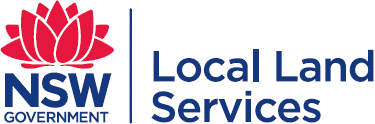 NSW
GOVERNMENT
Local Land
Services